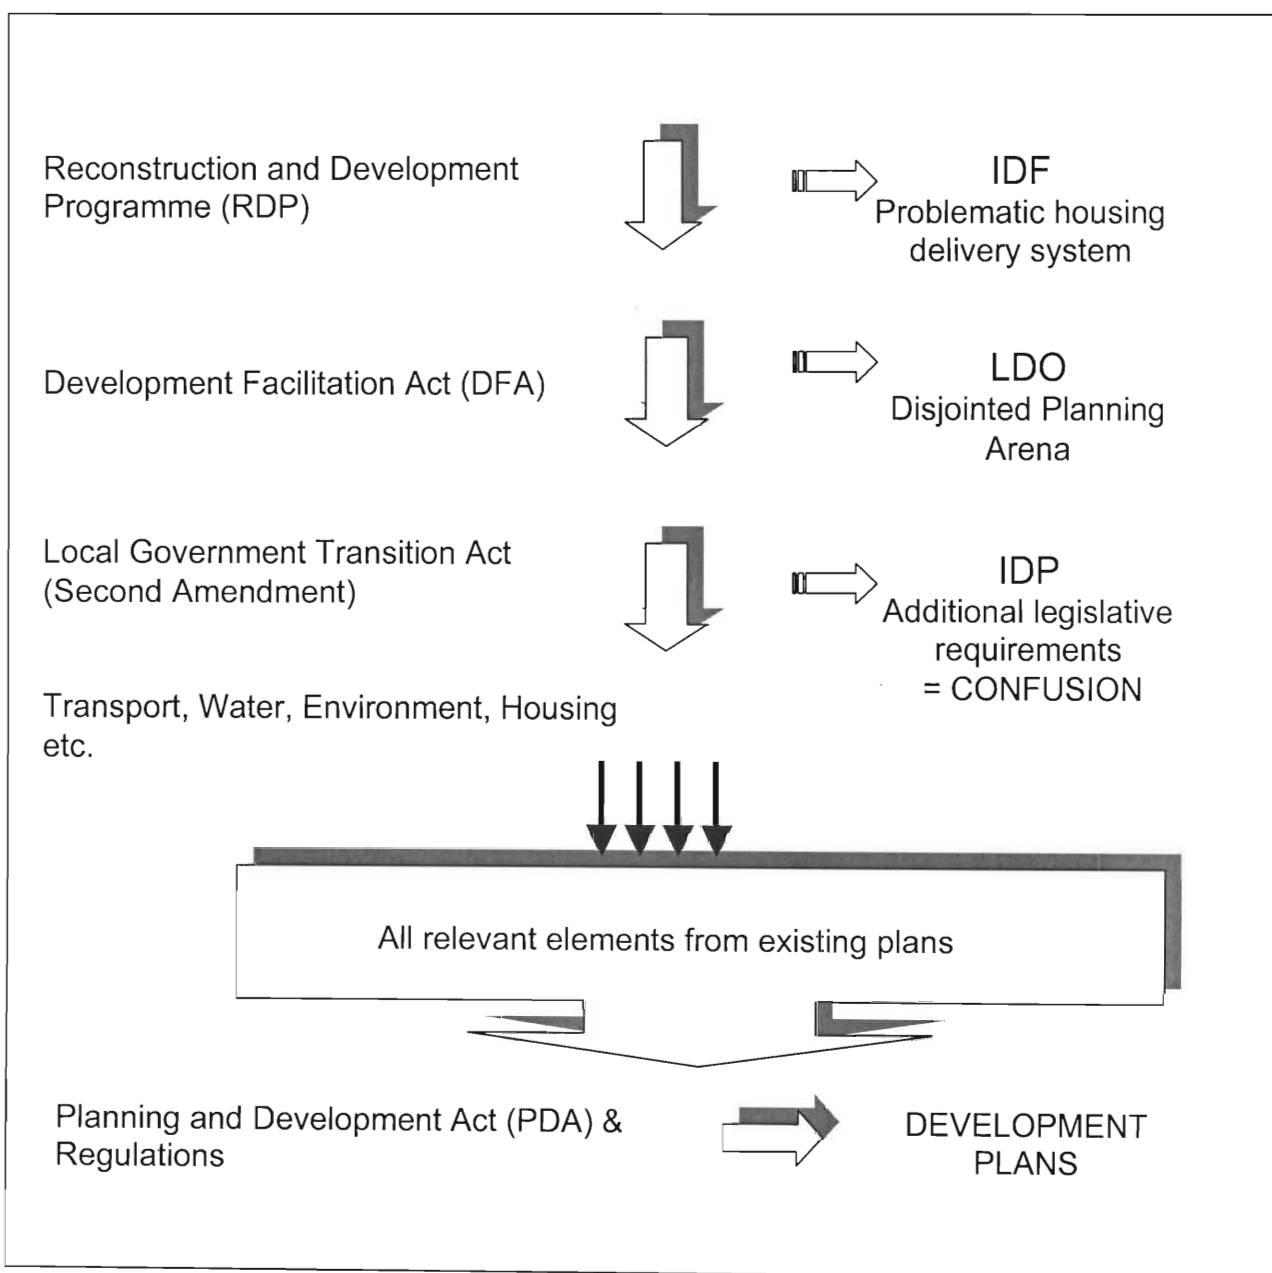 Reconstruction and Development
Programme (RDP)
IDF
Problematic housing
delivery system
Development Facilitation Act (DFA)
LDO
Disjointed Planning
Arena
Local Government Transition Act
(Second Amendment)
IDP
Additional legislative
requirements
= CONFUSION
Transport, Water, Environment, Housing
etc.
All relevant elements from existing plans
Planning and Development Act (PDA) &
Regulations
DEVELOPMENT
PLANS